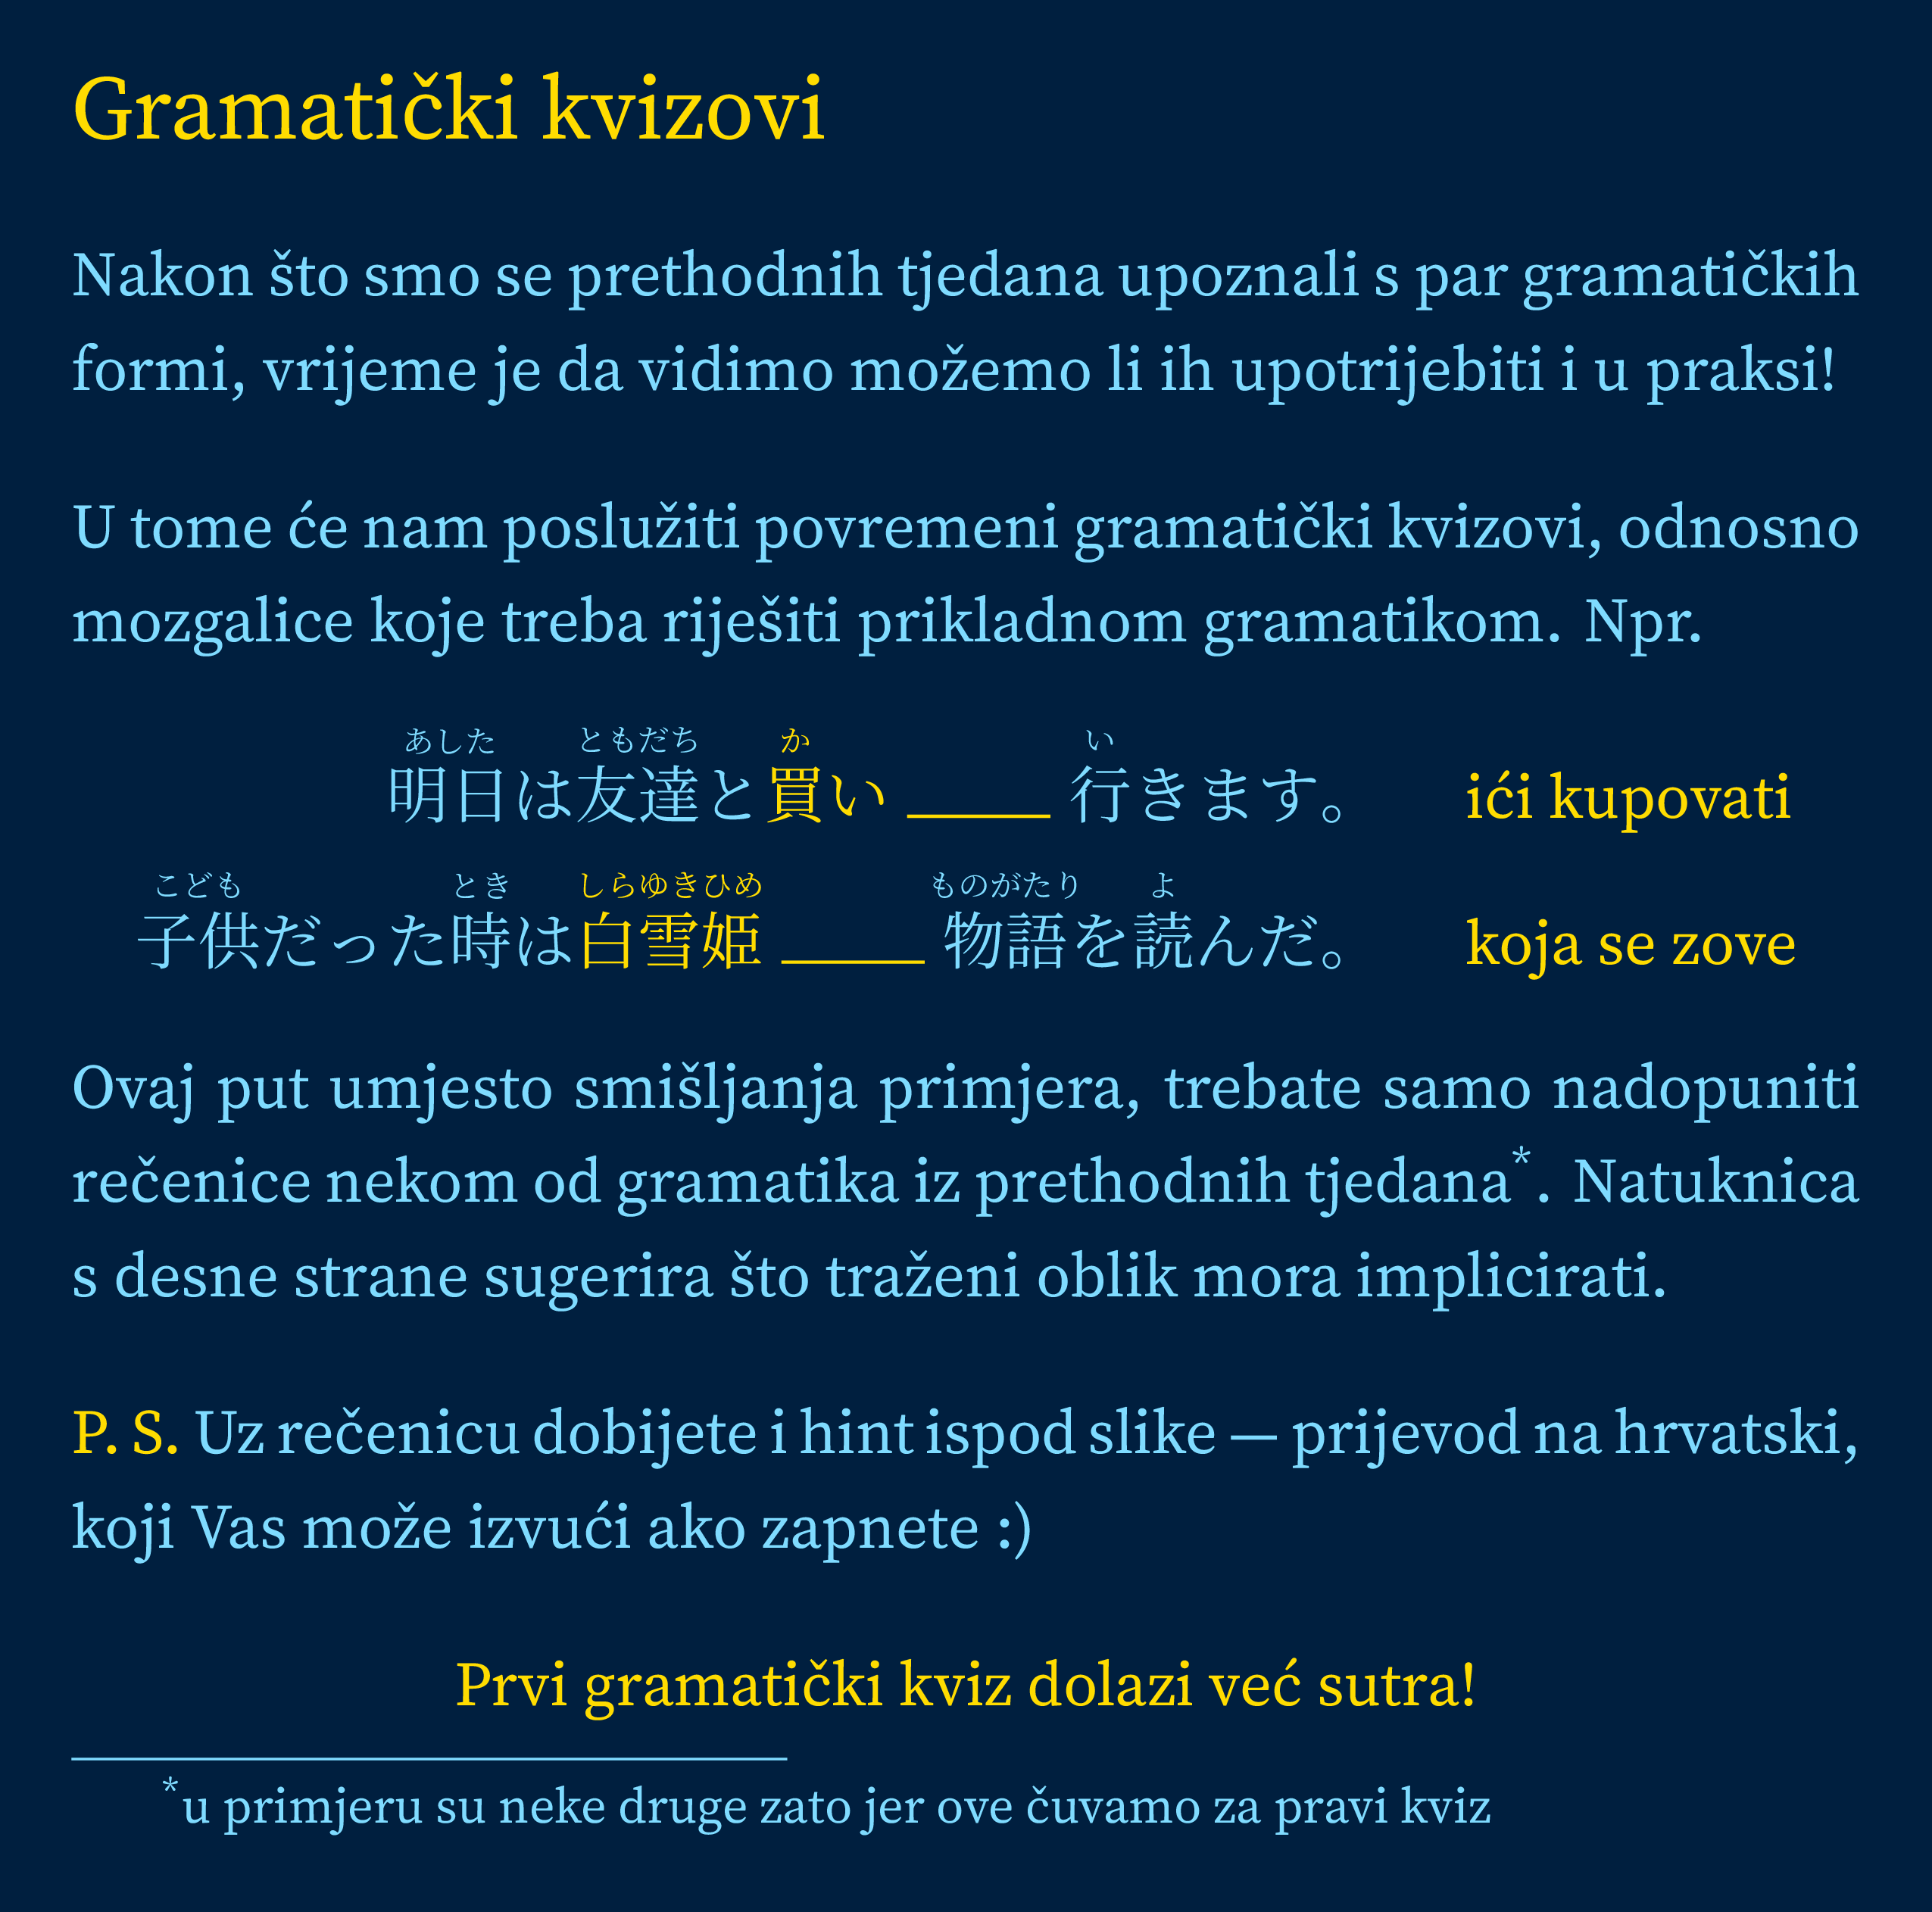 Gramatički kvizovi
Nakon što smo se prethodnih tjedana upoznali s par gramatičkih
formi, vrijeme je da vidimo možemo li ih upotrijebiti i u praksi!
U tome će nam poslužiti povremeni gramatički kvizovi, odnosno
mozgalice koje treba riješiti prikladnom gramatikom. Npr.
あした ともだち か い
明日は友達と買い ____ 行きます。 ići kupovati
こども とき しらゆきひめ ものがたり よ
子供だった時は白雪姫 ____ 物語を読んだ。 koja se zove
Ovaj put umjesto smišljanja primjera, trebate samo nadopuniti
rečenice nekom od gramatika iz prethodnih tjedana*. Natuknica
s desne strane sugerira što traženi oblik mora implicirati.
P. S. Uz rečenicu dobijete i hint ispod slike — prijevod na hrvatski,
koji Vas može izvući ako zapnete :)
Prvi gramatički kviz dolazi već sutra!
*u primjeru su neke druge zato jer ove čuvamo za pravi kviz